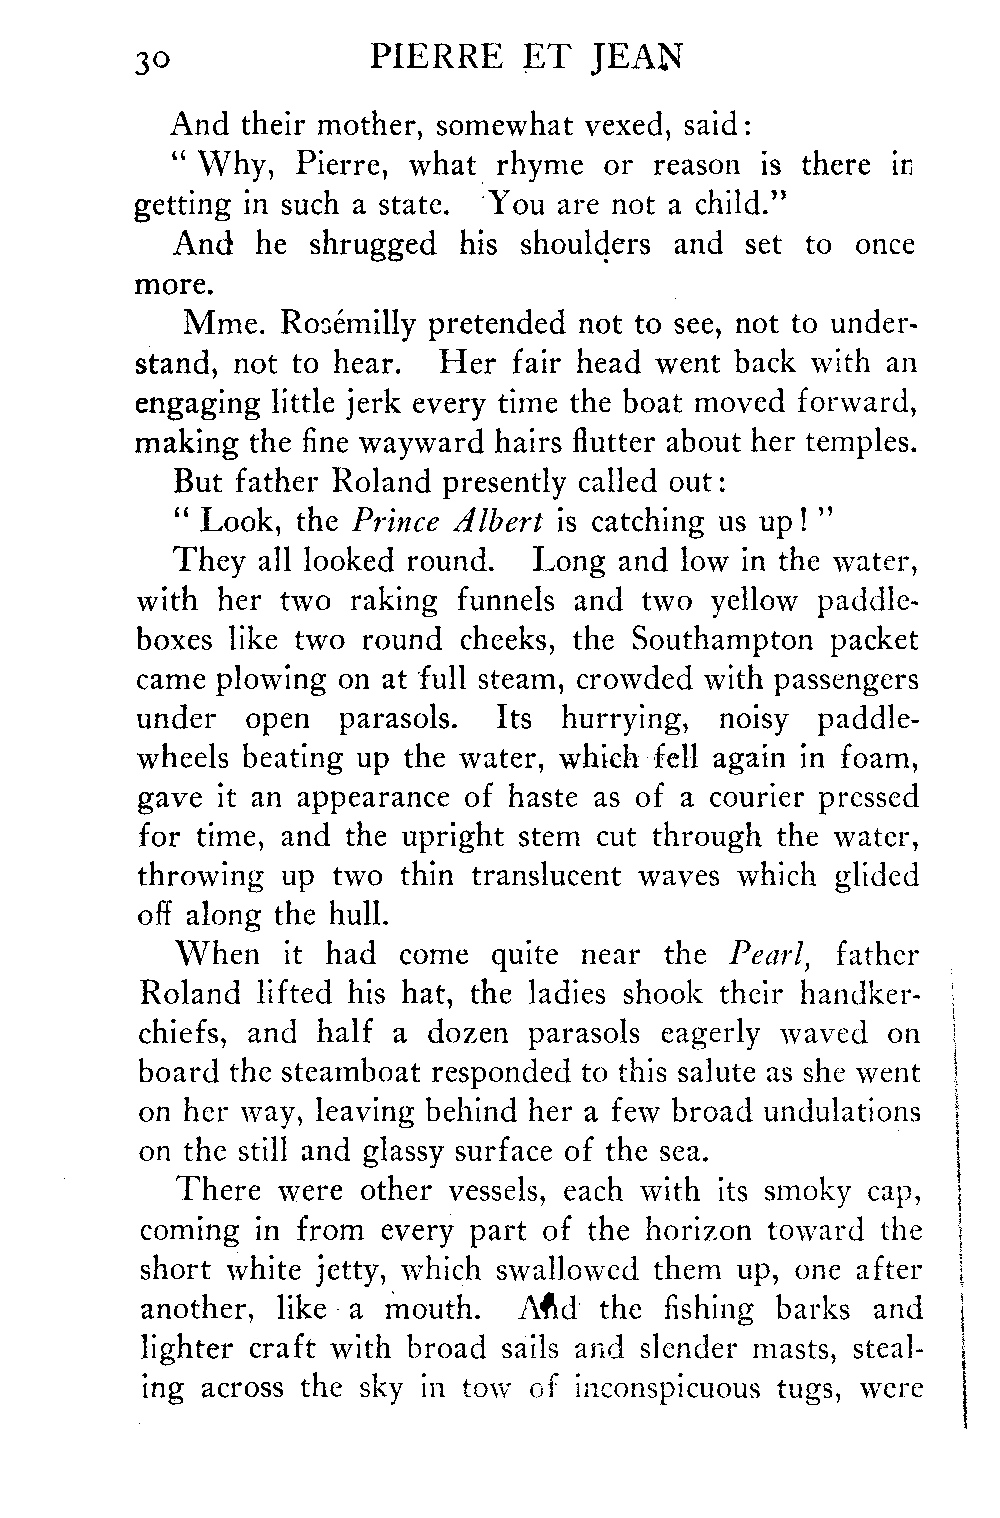 30 PIERRE ET JEAN
And their mother, somewhat vexed, said:
“ Why, Pierre, what rhyme or reason is there in
getting in such a state. You are not a child.”
And he shrugged his shoulders and set to once
more.
Mme. Rosémilly pretended not to see, not to under-
stand, not to hear. Her fair head went back with an
engaging little jerk every time the boat moved forward,
making the fine wayward hairs flutter about her temples.
But father Roland presently called out:
“ Look, the Prince Albert is catching us up! ”
They all looked round. Long and low in the water,
with her two raking funnels and two yellow paddle-
boxes like two round cheeks, the Southampton packet
came plowing on at full steam, crowded with passengers
under open parasols. Its hurrying, noisy paddle-
wheels beating up the water, which fell again in foam,
gave it an appearance of haste as of a courier pressed
for time, and the upright stem cut through the water,
throwing up two thin translucent waves which glided
off along the hull.
When it had come quite near the Pearl, father
Roland lifted his hat, the ladies shook their handker-
chiefs, and half a dozen parasols eagerly waved on
board the steamboat responded to this salute as she went
on her way, leaving behind her a few broad undulations
on the still and glassy surface of the sea.
There were other vessels, each with its smoky cap,
coming in from every part of the horizon toward the
short white jetty, which swallowed them up, one after
another, like a mouth. And the fishing barks and
lighter craft with broad sails and slender masts, steal-
ing across the sky in tow of inconspicuous tugs, were